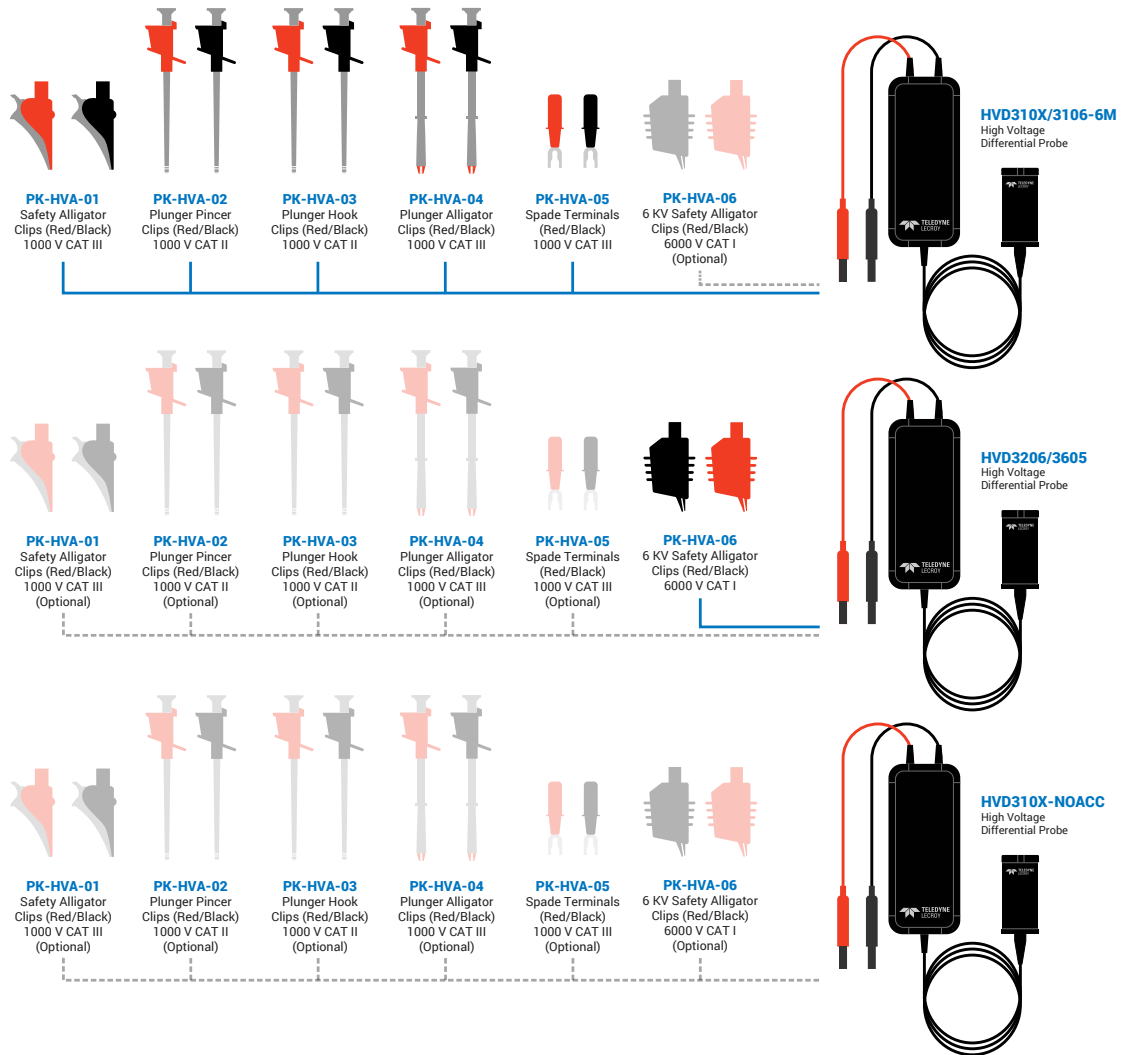 HVD310X/3106-6M
High Voltage
Differential Probe
TELEDYNE
LECROY
TELEDYNE
LECROY
PK-HVA-01
Safety Alligator
Clips (Red/Black)
1000 V CAT III
PK-HVA-02
Plunger Pincer
Clips (Red/Black)
1000 V CAT II
PK-HVA-03
Plunger Hook
Clips (Red/Black)
1000 V CAT II
PK-HVA-04
Plunger Alligator
Clips (Red/Black)
1000 V CAT III
PK-HVA-05
Spade Terminals
(Red/Black)
1000 V CAT III
PK-HVA-06
6 KV Safety Alligator
Clips (Red/Black)
6000 V CAT I
(Optional)
HVD3206/3605
High Voltage
Differential Probe
TELEDYNE
LECROY
TELEDYNE
LECROY
PK-HVA-01
Safety Alligator
Clips (Red/Black)
1000 V CAT III
(Optional)
PK-HVA-02
Plunger Pincer
Clips (Red/Black)
1000 V CAT II
(Optional)
PK-HVA-03
Plunger Hook
Clips (Red/Black)
1000 V CAT II
(Optional)
PK-HVA-04
Plunger Alligator
Clips (Red/Black)
1000 V CAT III
(Optional)
PK-HVA-05
Spade Terminals
(Red/Black)
1000 V CAT III
(Optional)
PK-HVA-06
6 KV Safety Alligator
Clips (Red/Black)
6000 V CAT I
HVD310X-NOACC
High Voltage
Differential Probe
TELEDYNE
LECROY
TELEDYNE
LECROY
PK-HVA-01
Safety Alligator
Clips (Red/Black)
1000 V CAT III
(Optional)
PK-HVA-02
Plunger Pincer
Clips (Red/Black)
1000 V CAT II
(Optional)
PK-HVA-03
Plunger Hook
Clips (Red/Black)
1000 V CAT II
(Optional)
PK-HVA-04
Plunger Alligator
Clips (Red/Black)
1000 V CAT III
(Optional)
PK-HVA-05
Spade Terminals
(Red/Black)
1000 V CAT III
(Optional)
PK-HVA-06
6 KV Safety Alligator
Clips (Red/Black)
6000 V CAT I
(Optional)